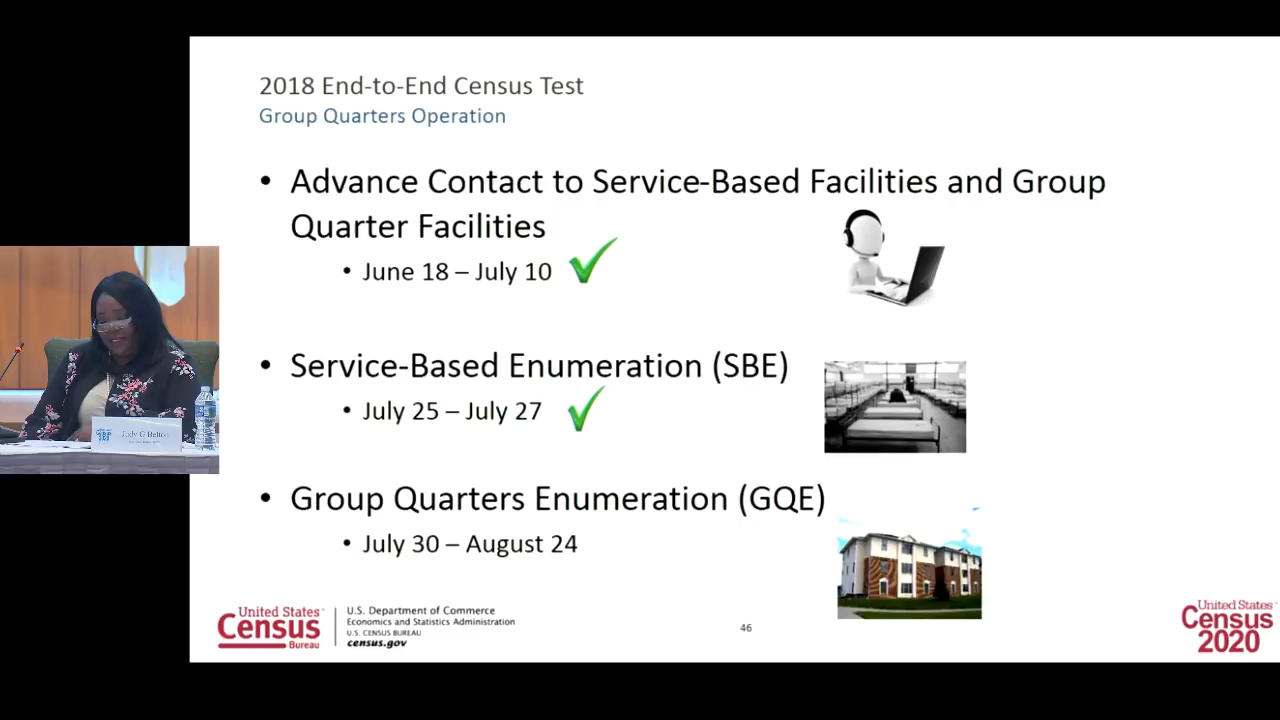 2018 End-to-End Census Test
Group Quarters Operation
• Advance Contact to Service-Based Facilities and Group
Quarter Facilities
• June 18 – July 10
• Service-Based Enumeration (SBE)
• July 25 – July 27
Judy G Belton
• Group Quarters Enumeration (GQE)
• July 30 – August 24
United States
Census
Bureau
U.S. Department of Commerce
Economics and Statistics Administration
U.S. CENSUS BUREAU
census.gov
46
United States
Census
2020